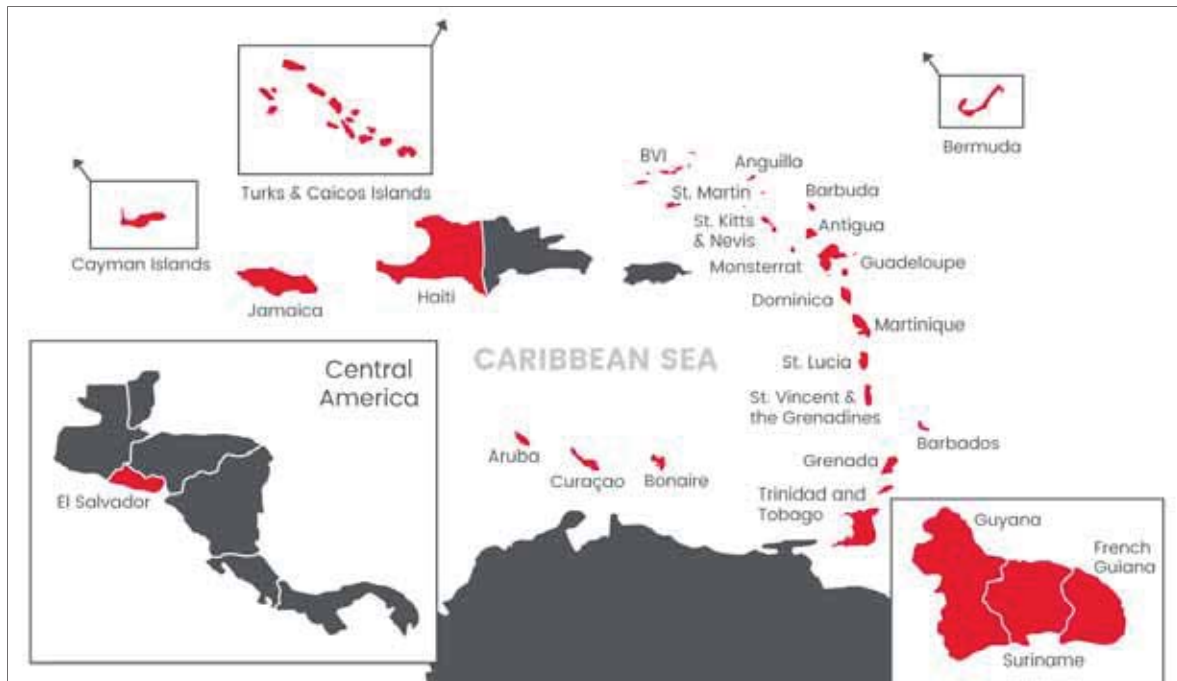 Bermuda
BVI
Anguilla
Turks & Caicos Islands
St. Martin
Barbuda
St. Kitts
& Nevis
Antigua
Cayman Islands
Monsterrat
Guadeloupe
Jamaica
Haiti
Dominica
Martinique
CARIBBEAN SEA
St. Lucia
Central
America
St. Vincent &
the Grenadines
Barbados
Aruba
Grenada
Curaçao
Bonaire
El Salvador
Trinidad and
Tobago
Guyana
French
Guiana
Suriname